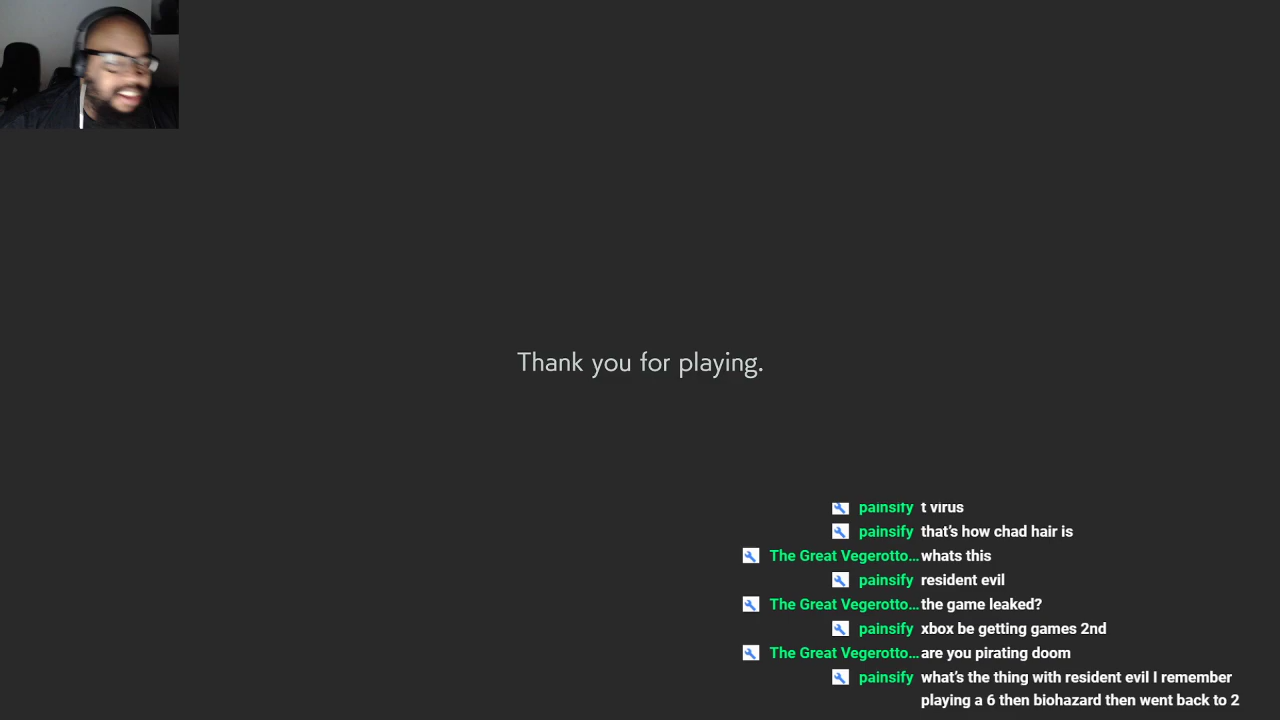 Thank you for playing.
painsify t virus
painsify that’s how chad hair is
The Great Vegerotto… whats this
painsify resident evil
The Great Vegerotto… the game leaked?
painsify xbox be getting games 2nd
The Great Vegerotto… are you pirating doom
painsify what’s the thing with resident evil I remember
playing a 6 then biohazard then went back to 2